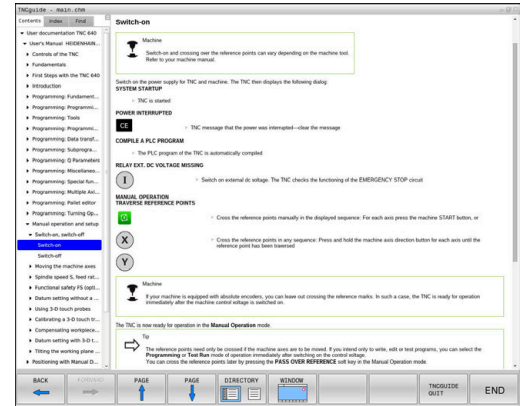 TNCguide - main.chm
Contents Index Find
User documentation TNC 640
User's Manual HEIDENHAIN...
Controls of the TNC
Fundamentals
First Steps with the TNC 640
Introduction
Programming: Fundament...
Programming: Programmi...
Programming: Tools
Programming: Programmi...
Programming: Data transf...
Programming: Subprogra...
Programming: Q Parameters
Programming: Miscellaneo...
Programming: Special fun...
Programming: Multiple Axi...
Programming: Pallet editor
Programming: Turning Op...
Manual operation and setup
Switch-on, switch-off
Switch-on
Switch-off
Moving the machine axes
Spindle speed S, feed rat...
Functional safety FS (opti...
Datum setting without a ...
Using 3-D touch probes
Calibrating a 3-D touch tr...
Compensating workpiece...
Datum setting with 3-D t...
Tilting the working plane ...
Positioning with Manual D...
Switch-on
Machine
Switch-on and crossing over the reference points can vary depending on the machine tool.
Refer to your machine manual.
Switch on the power supply for TNC and machine. The TNC then displays the following dialog:
SYSTEM STARTUP
TNC is started
POWER INTERRUPTED
CE
TNC message that the power was interrupted—clear the message
COMPILE A PLC PROGRAM
The PLC program of the TNC is automatically compiled
RELAY EXT. DC VOLTAGE MISSING
I
Switch on external dc voltage. The TNC checks the functioning of the EMERGENCY STOP circuit
MANUAL OPERATION
TRAVERSE REFERENCE POINTS
Cross the reference points manually in the displayed sequence: For each axis press the machine START button, or
X
Cross the reference points in any sequence: Press and hold the machine axis direction button for each axis until the
reference point has been traversed
Y
Machine
If your machine is equipped with absolute encoders, you can leave out crossing the reference marks. In such a case, the TNC is ready for operation
immediately after the machine control voltage is switched on.
The TNC is now ready for operation in the Manual Operation mode.
Tip
The reference points need only be crossed if the machine axes are to be moved. If you intend only to write, edit or test programs, you can select the
Programming or Test Run mode of operation immediately after switching on the control voltage.
You can cross the reference points later by pressing the PASS OVER REFERENCE soft key in the Manual Operation mode.
BACK FORWARD PAGE PAGE DIRECTORY WINDOW TNCGUIDE
QUIT END